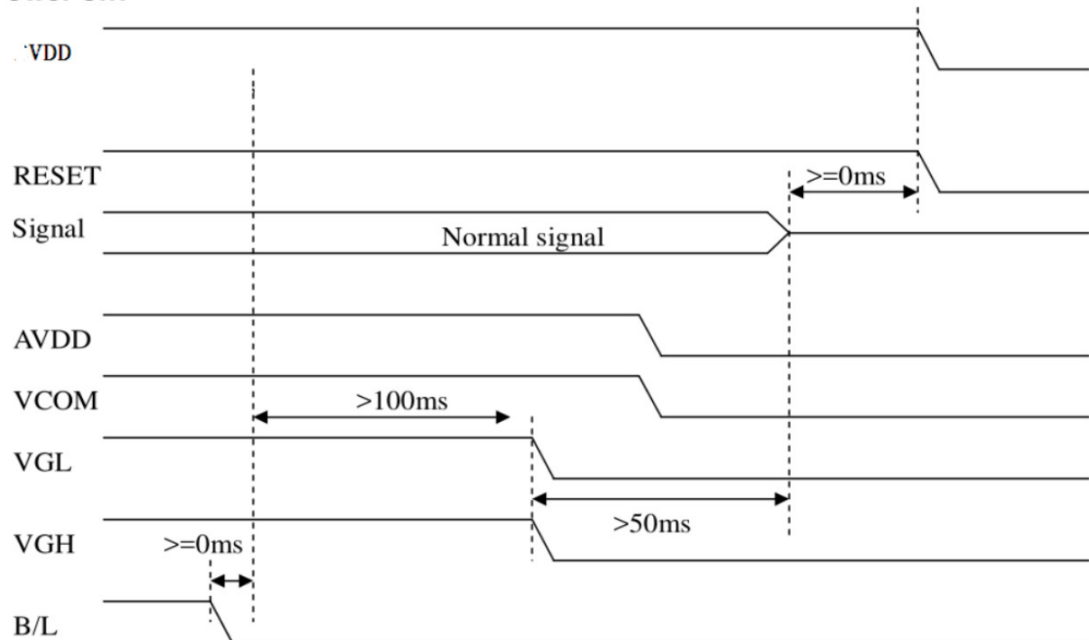 VDD
RESET
>=0ms
Signal
Normal signal
AVDD
VCOM
>100ms
VGL
>50ms
VGH
>=0ms
B/L